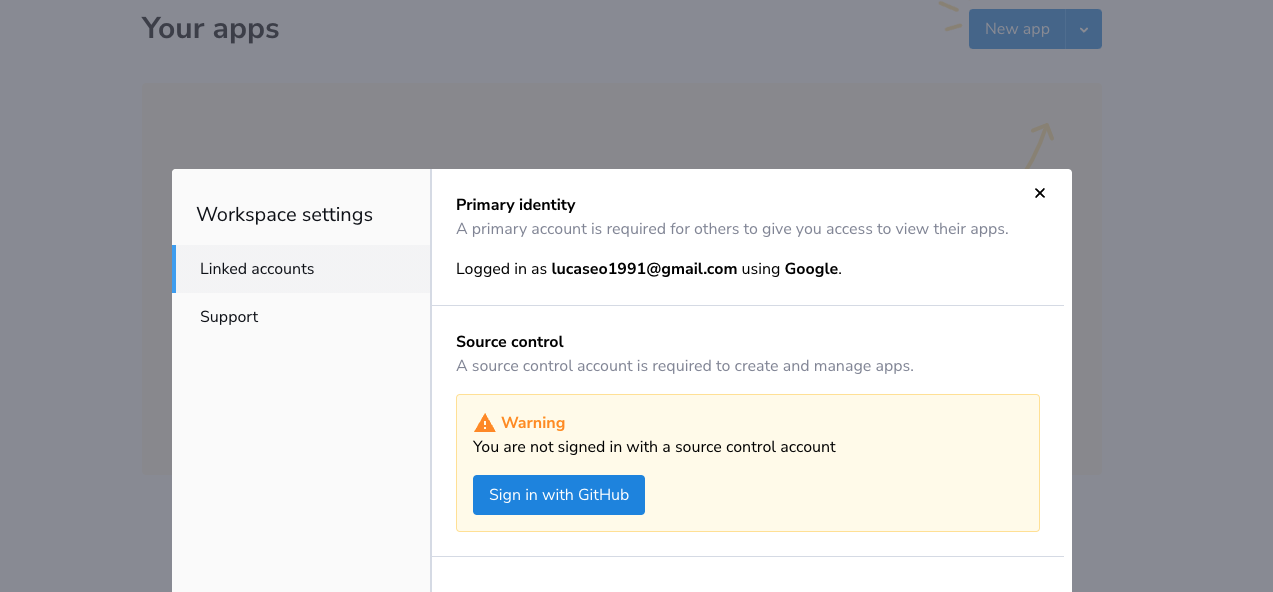 Your apps
New app
Workspace settings
Linked accounts
Support
Primary identity
A primary account is required for others to give you access to view their apps.
Logged in as lucaseo1991@gmail.com using Google.
Source control
A source control account is required to create and manage apps.
Warning
You are not signed in with a source control account
Sign in with GitHub